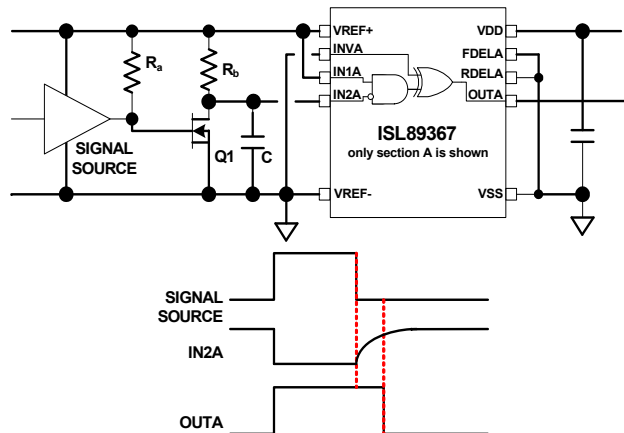 VREF+
VDD
Ra
Rb
INVA
FDELA
IN1A
RDELA
IN2A
OUTA
SIGNAL
SOURCE
Q1
C
ISL89367
only section A is shown
VREF-
VSS
SIGNAL
SOURCE
IN2A
OUTA